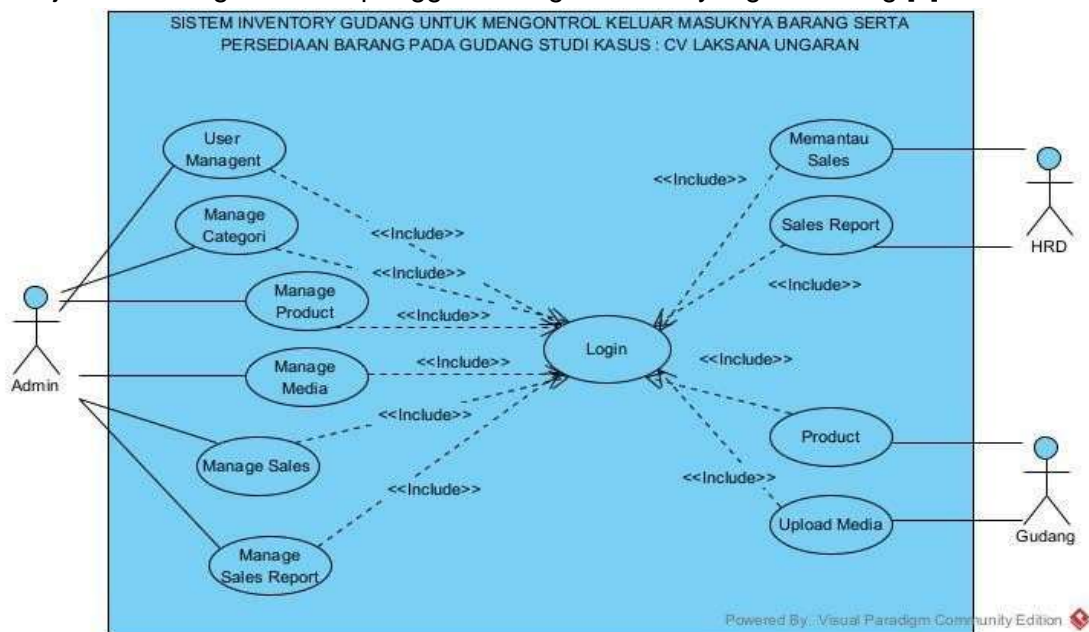 SISTEM INVENTORY GUDANG UNTUK MENGONTROL KELUAR MASUKNYA BARANG SERTA
PERSEDIAAN BARANG PADA GUDANG STUDI KASUS : CV LAKSANA UNGARAN
User
Managent
Manage
Categori
Manage
Product
Manage
Media
Manage Sales
Manage
Sales Report
Admin
<<Include>>
<<Include>>
<<Include>>
<<Include>>
<<Include>>
<<Include>>
Login
<<Include>>
<<Include>>
<<Include>>
<<Include>>
Memantau
Sales
Sales Report
HRD
Product
Upload Media
Gudang
Powered By: Visual Paradigm Community Edition